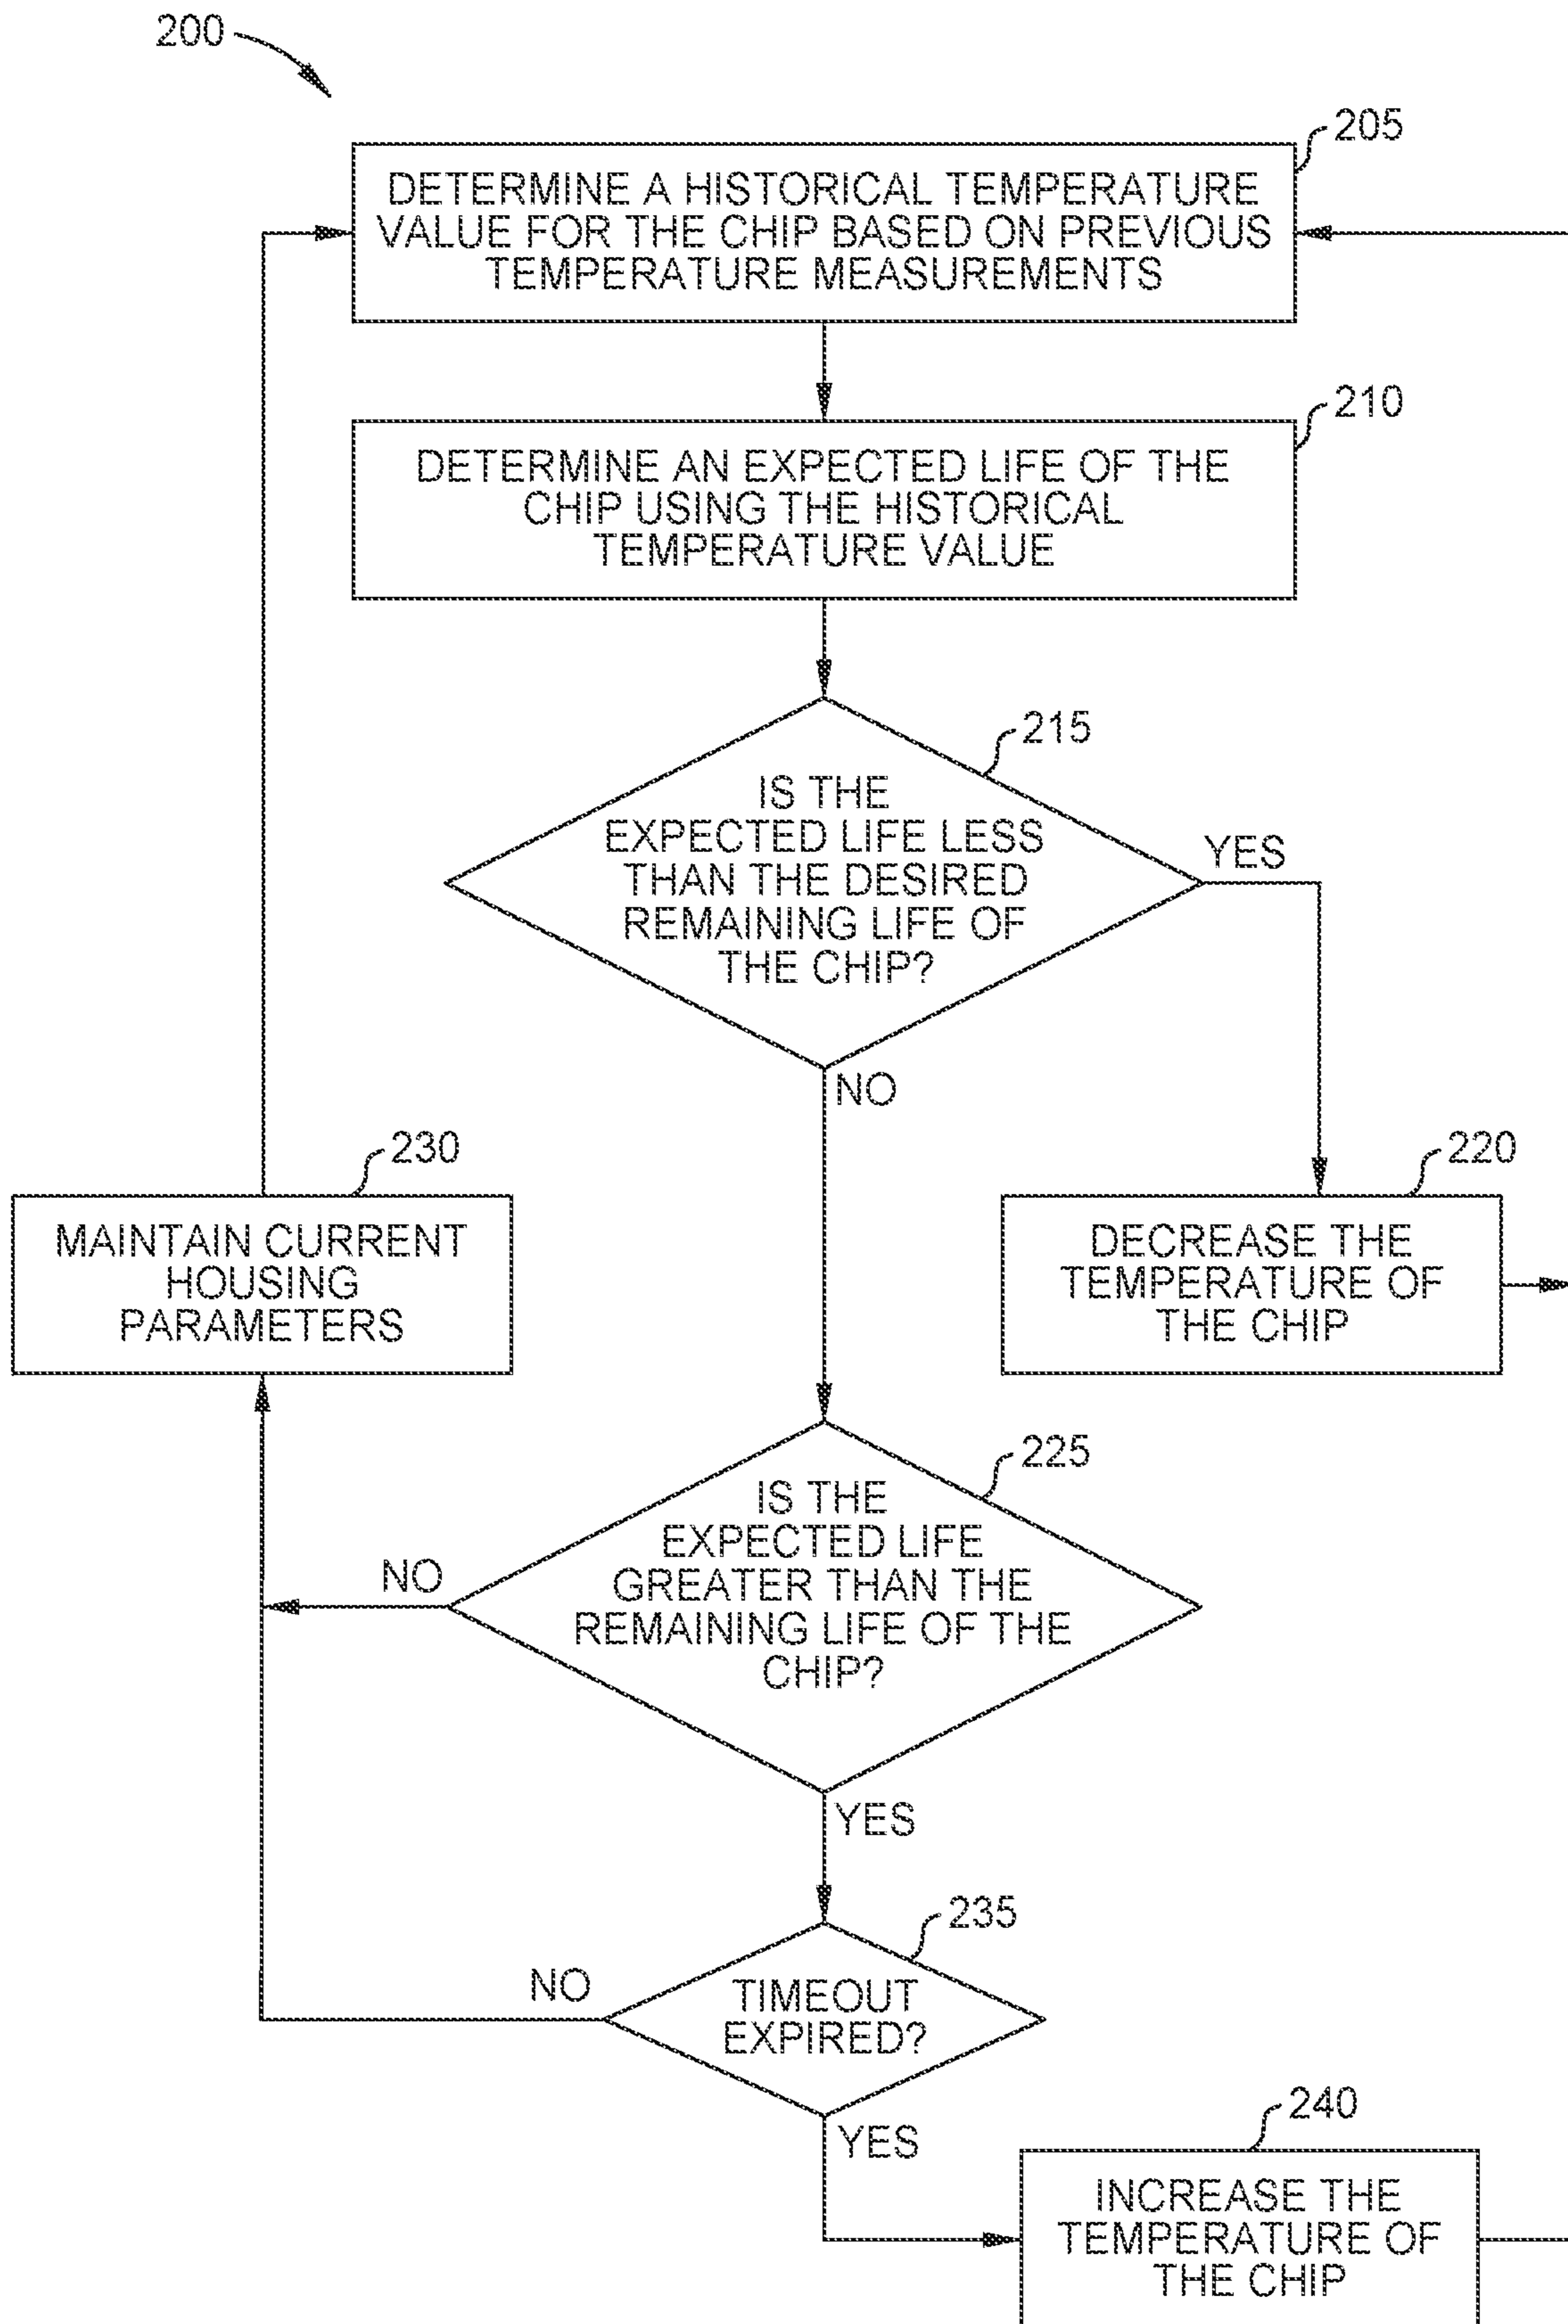 200
205
DETERMINE A HISTORICAL TEMPERATURE
VALUE FOR THE CHIP BASED ON PREVIOUS
TEMPERATURE MEASUREMENTS
210
DETERMINE AN EXPECTED LIFE OF THE
CHIP USING THE HISTORICAL
TEMPERATURE VALUE
215
IS THE
EXPECTED LIFE LESS
THAN THE DESIRED
REMAINING LIFE OF
THE CHIP?
YES
NO
230
MAINTAIN CURRENT
HOUSING
PARAMETERS
220
DECREASE THE
TEMPERATURE OF
THE CHIP
225
IS THE
EXPECTED LIFE
GREATER THAN THE
REMAINING LIFE OF THE
CHIP?
NO
YES
235
TIMEOUT
EXPIRED?
NO
YES
240
INCREASE THE
TEMPERATURE OF
THE CHIP